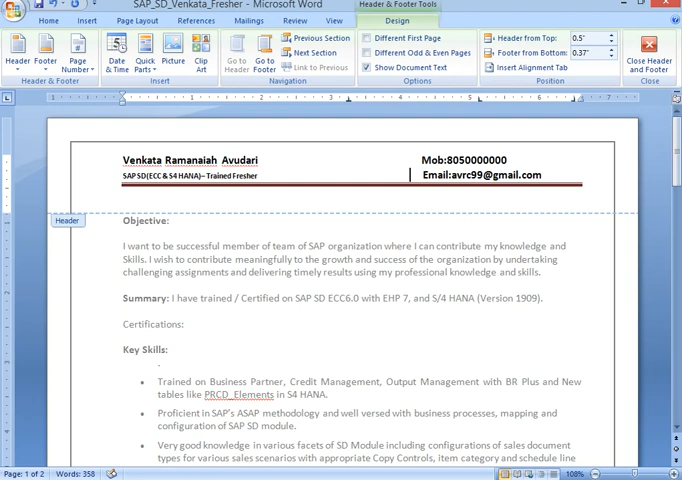 SAP_SD_Venkata_Fresher - Microsoft Word
Header & Footer Tools
Home Insert Page Layout References Mailings Review View Design
Header
Footer
Page Number
Header & Footer
Date & Time
Quick Parts
Picture
Clip Art
Insert
Go to Header
Go to Footer
Previous Section
Next Section
Link to Previous
Navigation
Different First Page
Different Odd & Even Pages
Show Document Text
Options
Header from Top: 0.5"
Footer from Bottom: 0.37"
Insert Alignment Tab
Position
Close Header and Footer
Close
Venkata Ramanaiah Avudari Mob:8050000000
SAP SD(ECC & S4 HANA)– Trained Fresher Email:avrc99@gmail.com
Header
Objective:
I want to be successful member of team of SAP organization where I can contribute my knowledge and
Skills. I wish to contribute meaningfully to the growth and success of the organization by undertaking
challenging assignments and delivering timely results using my professional knowledge and skills.
Summary: I have trained / Certified on SAP SD ECC6.0 with EHP 7, and S/4 HANA (Version 1909).
Certifications:
Key Skills:
.
• Trained on Business Partner, Credit Management, Output Management with BR Plus and New
tables like PRCD_Elements in S4 HANA.
• Proficient in SAP's ASAP methodology and well versed with business processes, mapping and
configuration of SAP SD module.
• Very good knowledge in various facets of SD Module including configurations of sales document
types for various sales scenarios with appropriate Copy Controls, item category and schedule line
Page: 1 of 2 Words: 358 108%